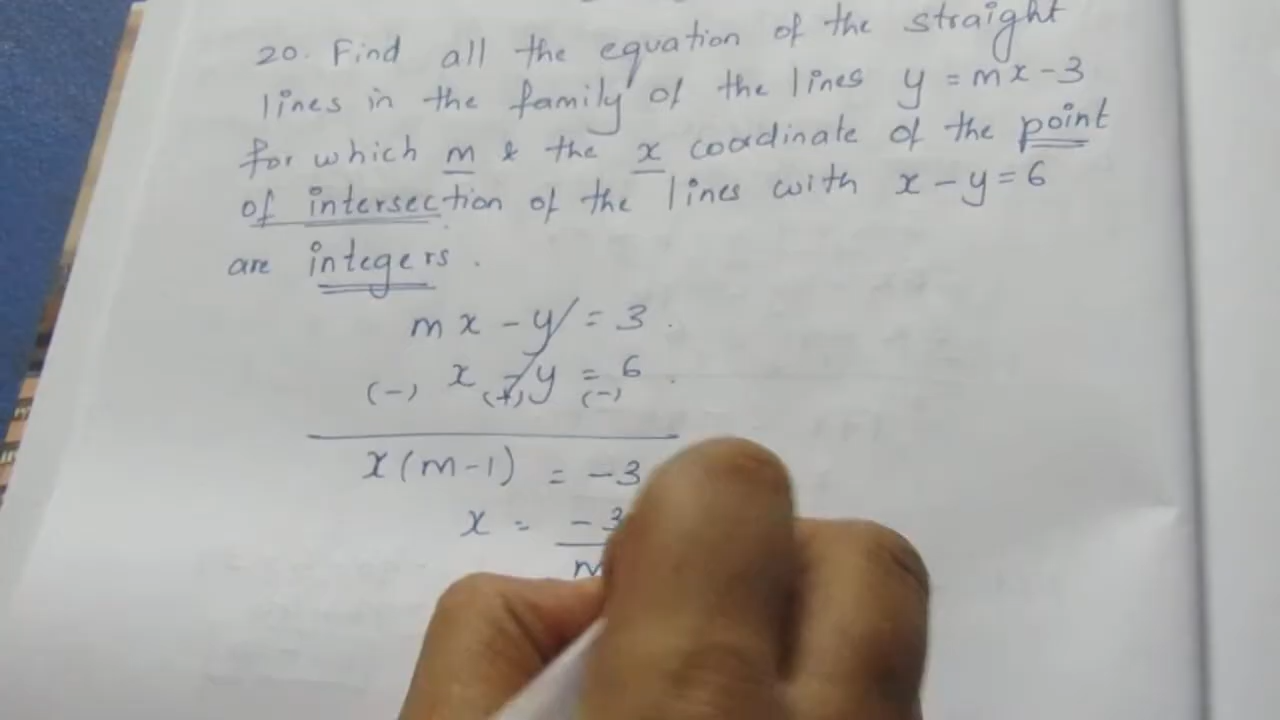 20. Find all the equation of the straight
lines in the family of the lines y = mx - 3
for which m & the x coordinate of the point
of intersection of the lines with x - y = 6
are integers.
mx - y = 3.
(-) x - y = 6.
(+) (-)
x(m-1) = -3
x = -3
m